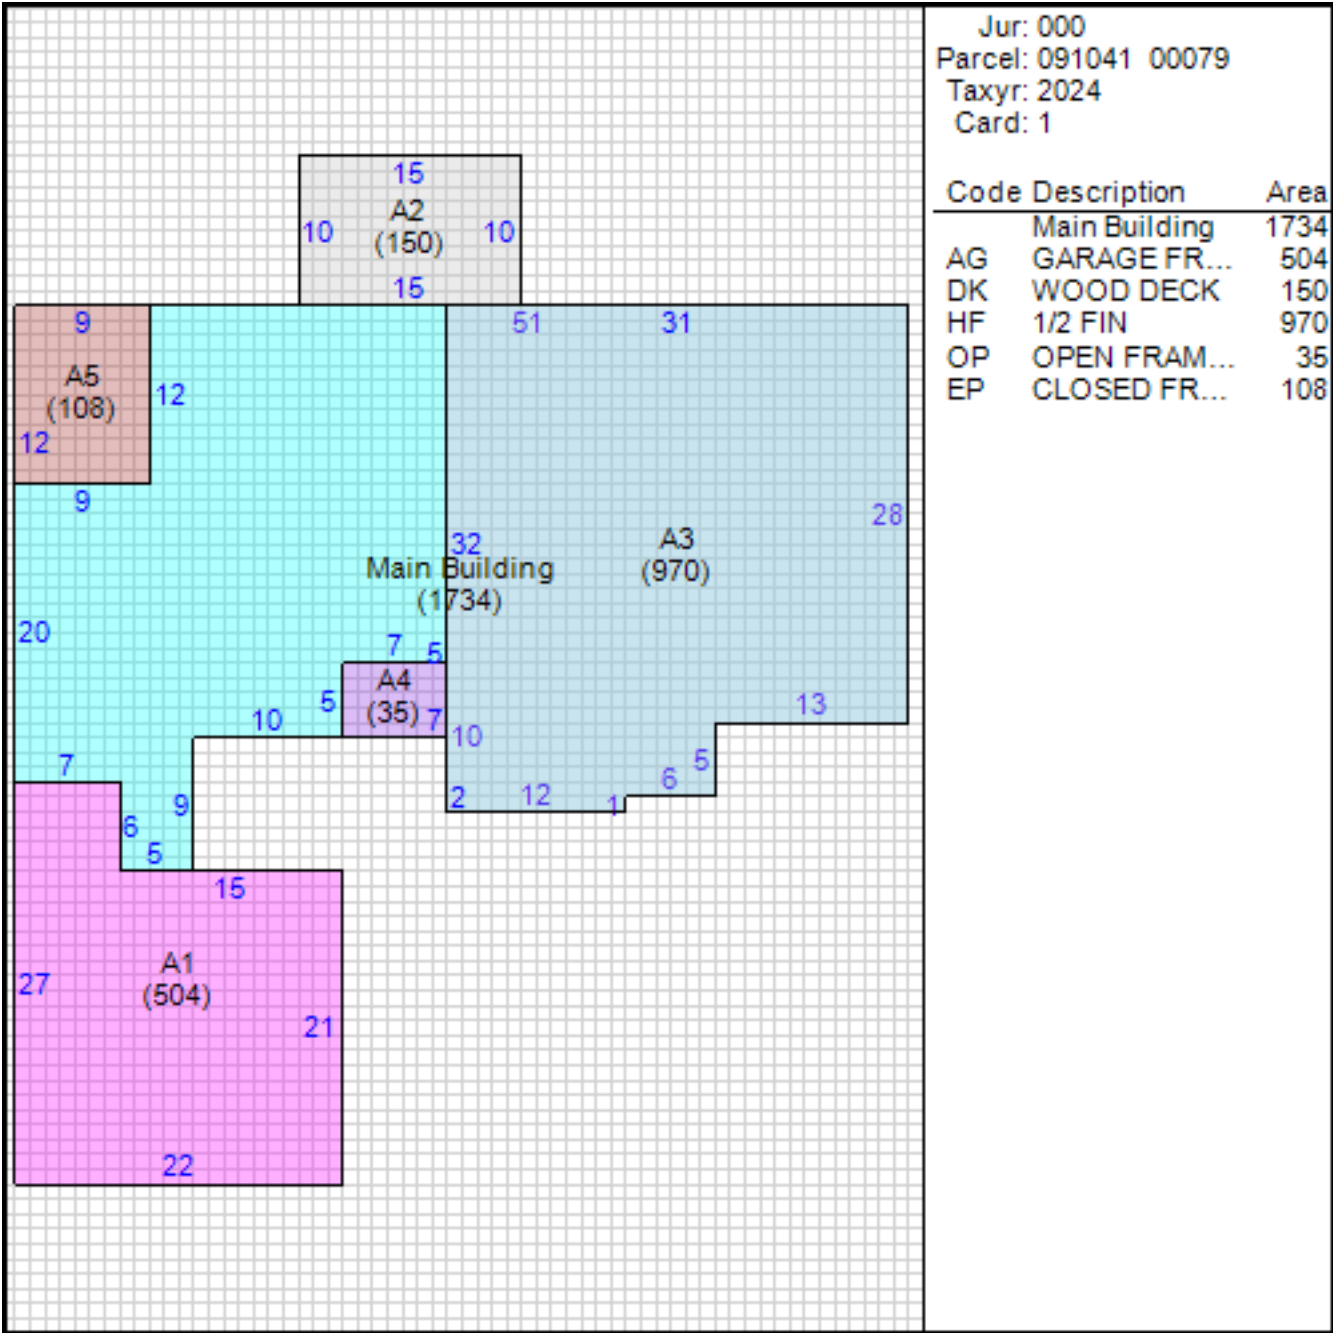 Jur: 000
Parcel: 091041 00079
Taxyr: 2024
Card: 1
Code Description Area
Main Building 1734
AG GARAGE FR... 504
DK WOOD DECK 150
HF 1/2 FIN 970
OP OPEN FRAM... 35
EP CLOSED FR... 108
15
A2
10 (150) 10
15
9 51 31
A5
(108)
12
12
9
28
A3
(970)
32
Main Building
(1734)
20
7 5
A4
(35)
5 7
10
10
13
7
5
6
12
2
1
9
6
5
15
A1
(504)
27
21
22